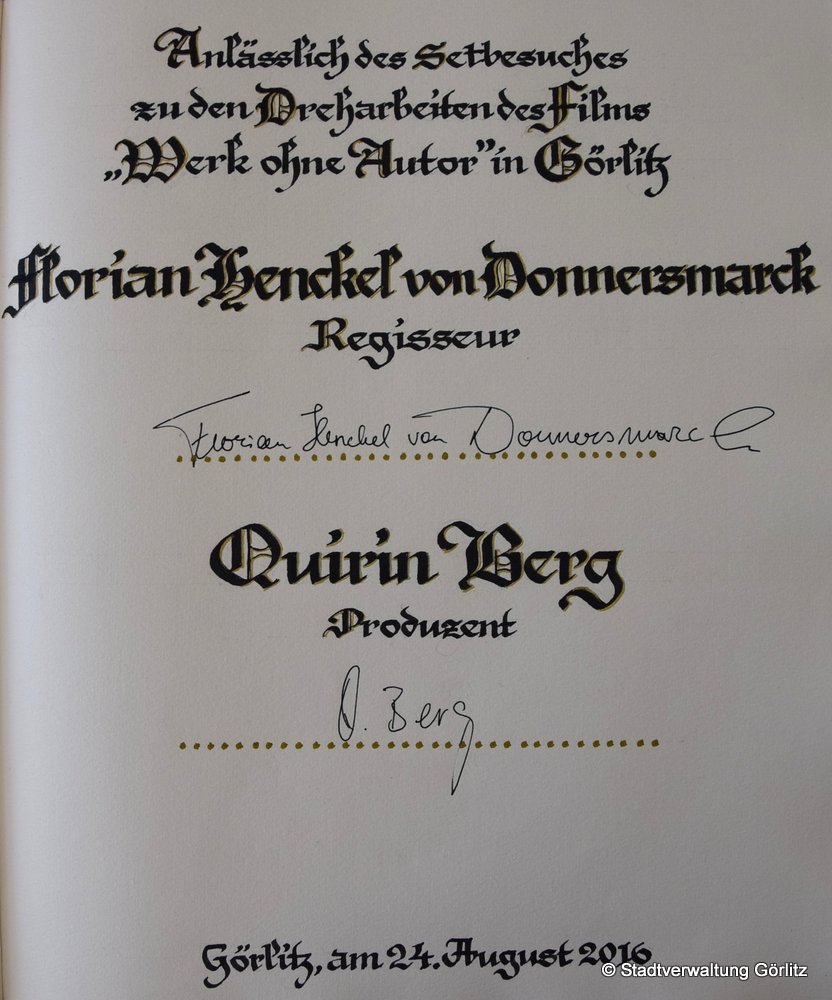 Anlässlich des Setbesuches
zu den Dreharbeiten des Films
„Werk ohne Autor” in Görlitz
Florian Henckel von Donnersmarck
Regisseur
Florian Henckel von Donnersmarck
Quirin Berg
Produzent
Q. Berg
Görlitz, am 24. August 2016
© Stadtverwaltung Görlitz